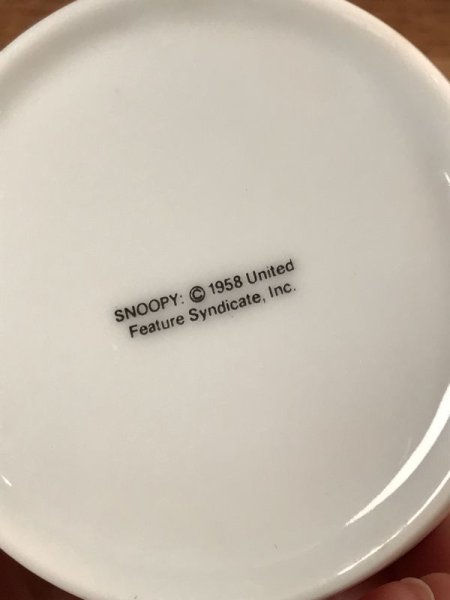 SNOOPY: © 1958 United
Feature Syndicate, Inc.